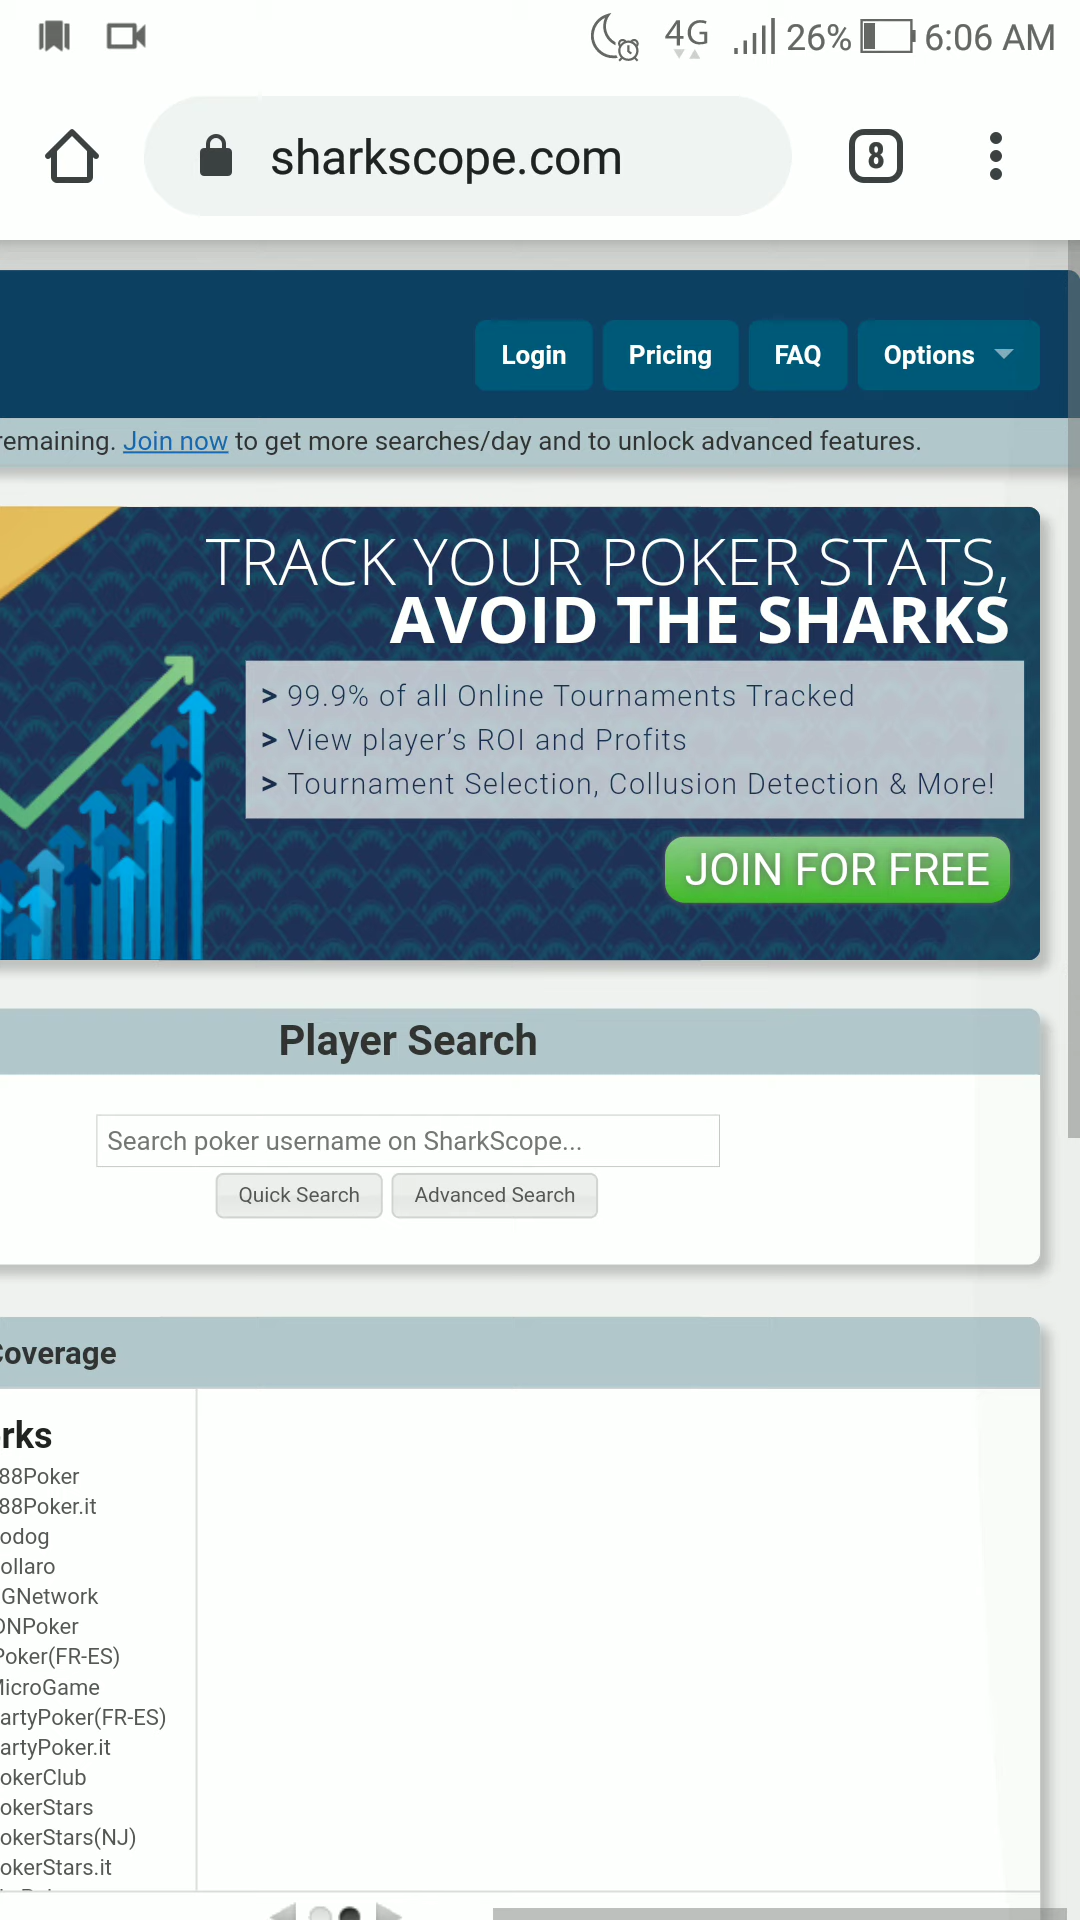 4G 26% 6:06 AM
sharkscope.com 8
Login Pricing FAQ Options
remaining. Join now to get more searches/day and to unlock advanced features.
TRACK YOUR POKER STATS,
AVOID THE SHARKS
> 99.9% of all Online Tournaments Tracked
> View player's ROI and Profits
> Tournament Selection, Collusion Detection & More!
JOIN FOR FREE
Player Search
Search poker username on SharkScope...
Quick Search Advanced Search
Coverage
rks
88Poker
88Poker.it
odog
ollaro
GNetwork
Poker(FR-ES)
MicroGame
artyPoker(FR-ES)
artyPoker.it
okerClub
okerStars
okerStars(NJ)
okerStars.it